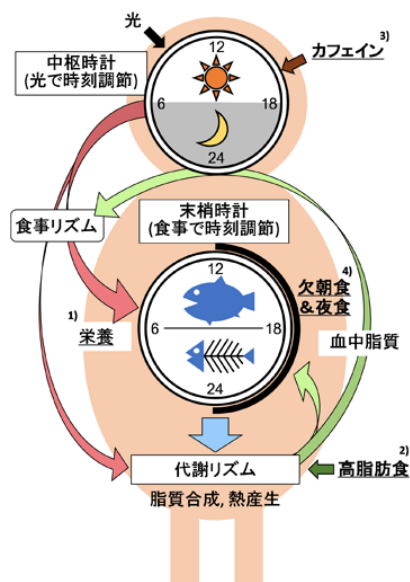 光
12
6
18
24
カフェイン
3)
中枢時計
(光で時刻調節)
食事リズム
末梢時計
(食事で時刻調節)
12
6
18
24
4)
欠朝食
&夜食
1)
栄養
血中脂質
代謝リズム
2)
高脂肪食
脂質合成, 熱産生